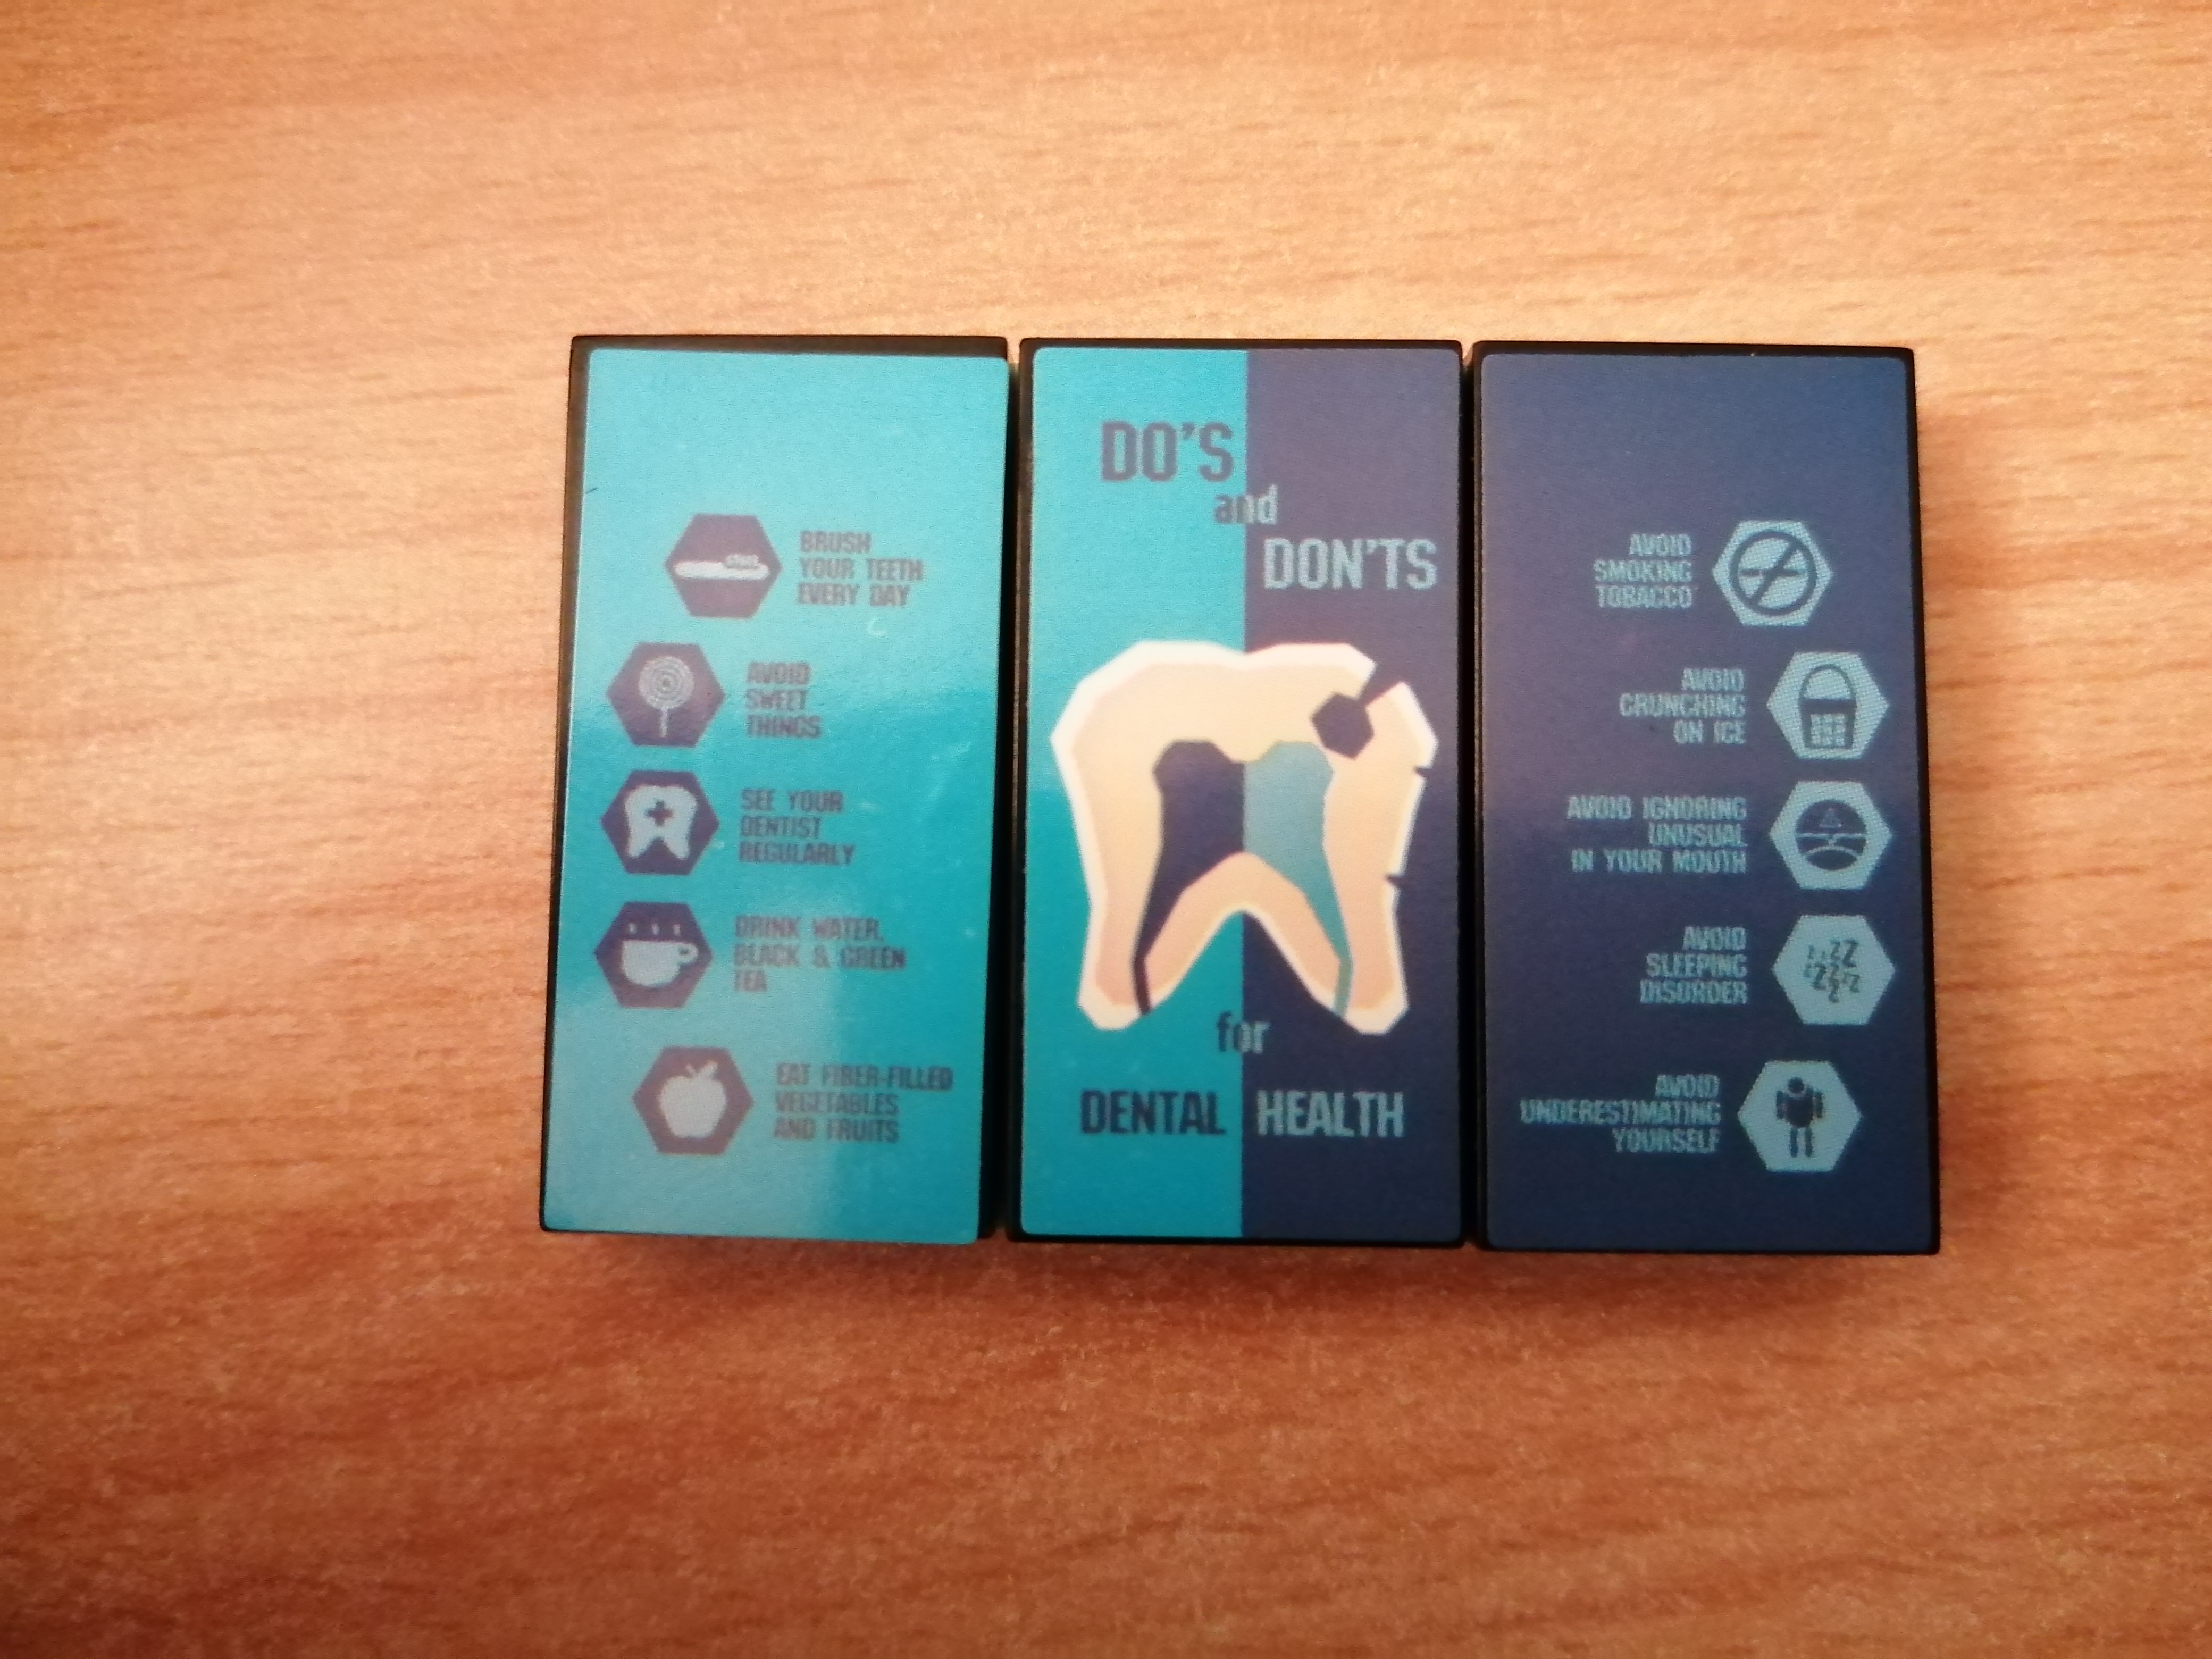 BRUSH
YOUR TEETH
EVERY DAY
AVOID
SWEET
THINGS
SEE YOUR
DENTIST
REGULARLY
DRINK WATER,
BLACK & GREEN
TEA
EAT FIBER-FILLED
VEGETABLES
AND FRUITS
DO'S
and
DON'TS
for
DENTAL HEALTH
AVOID
SMOKING
TOBACCO
AVOID
CRUNCHING
ON ICE
AVOID IGNORING
UNUSUAL
IN YOUR MOUTH
AVOID
SLEEPING
DISORDER
AVOID
UNDERESTIMATING
YOURSELF